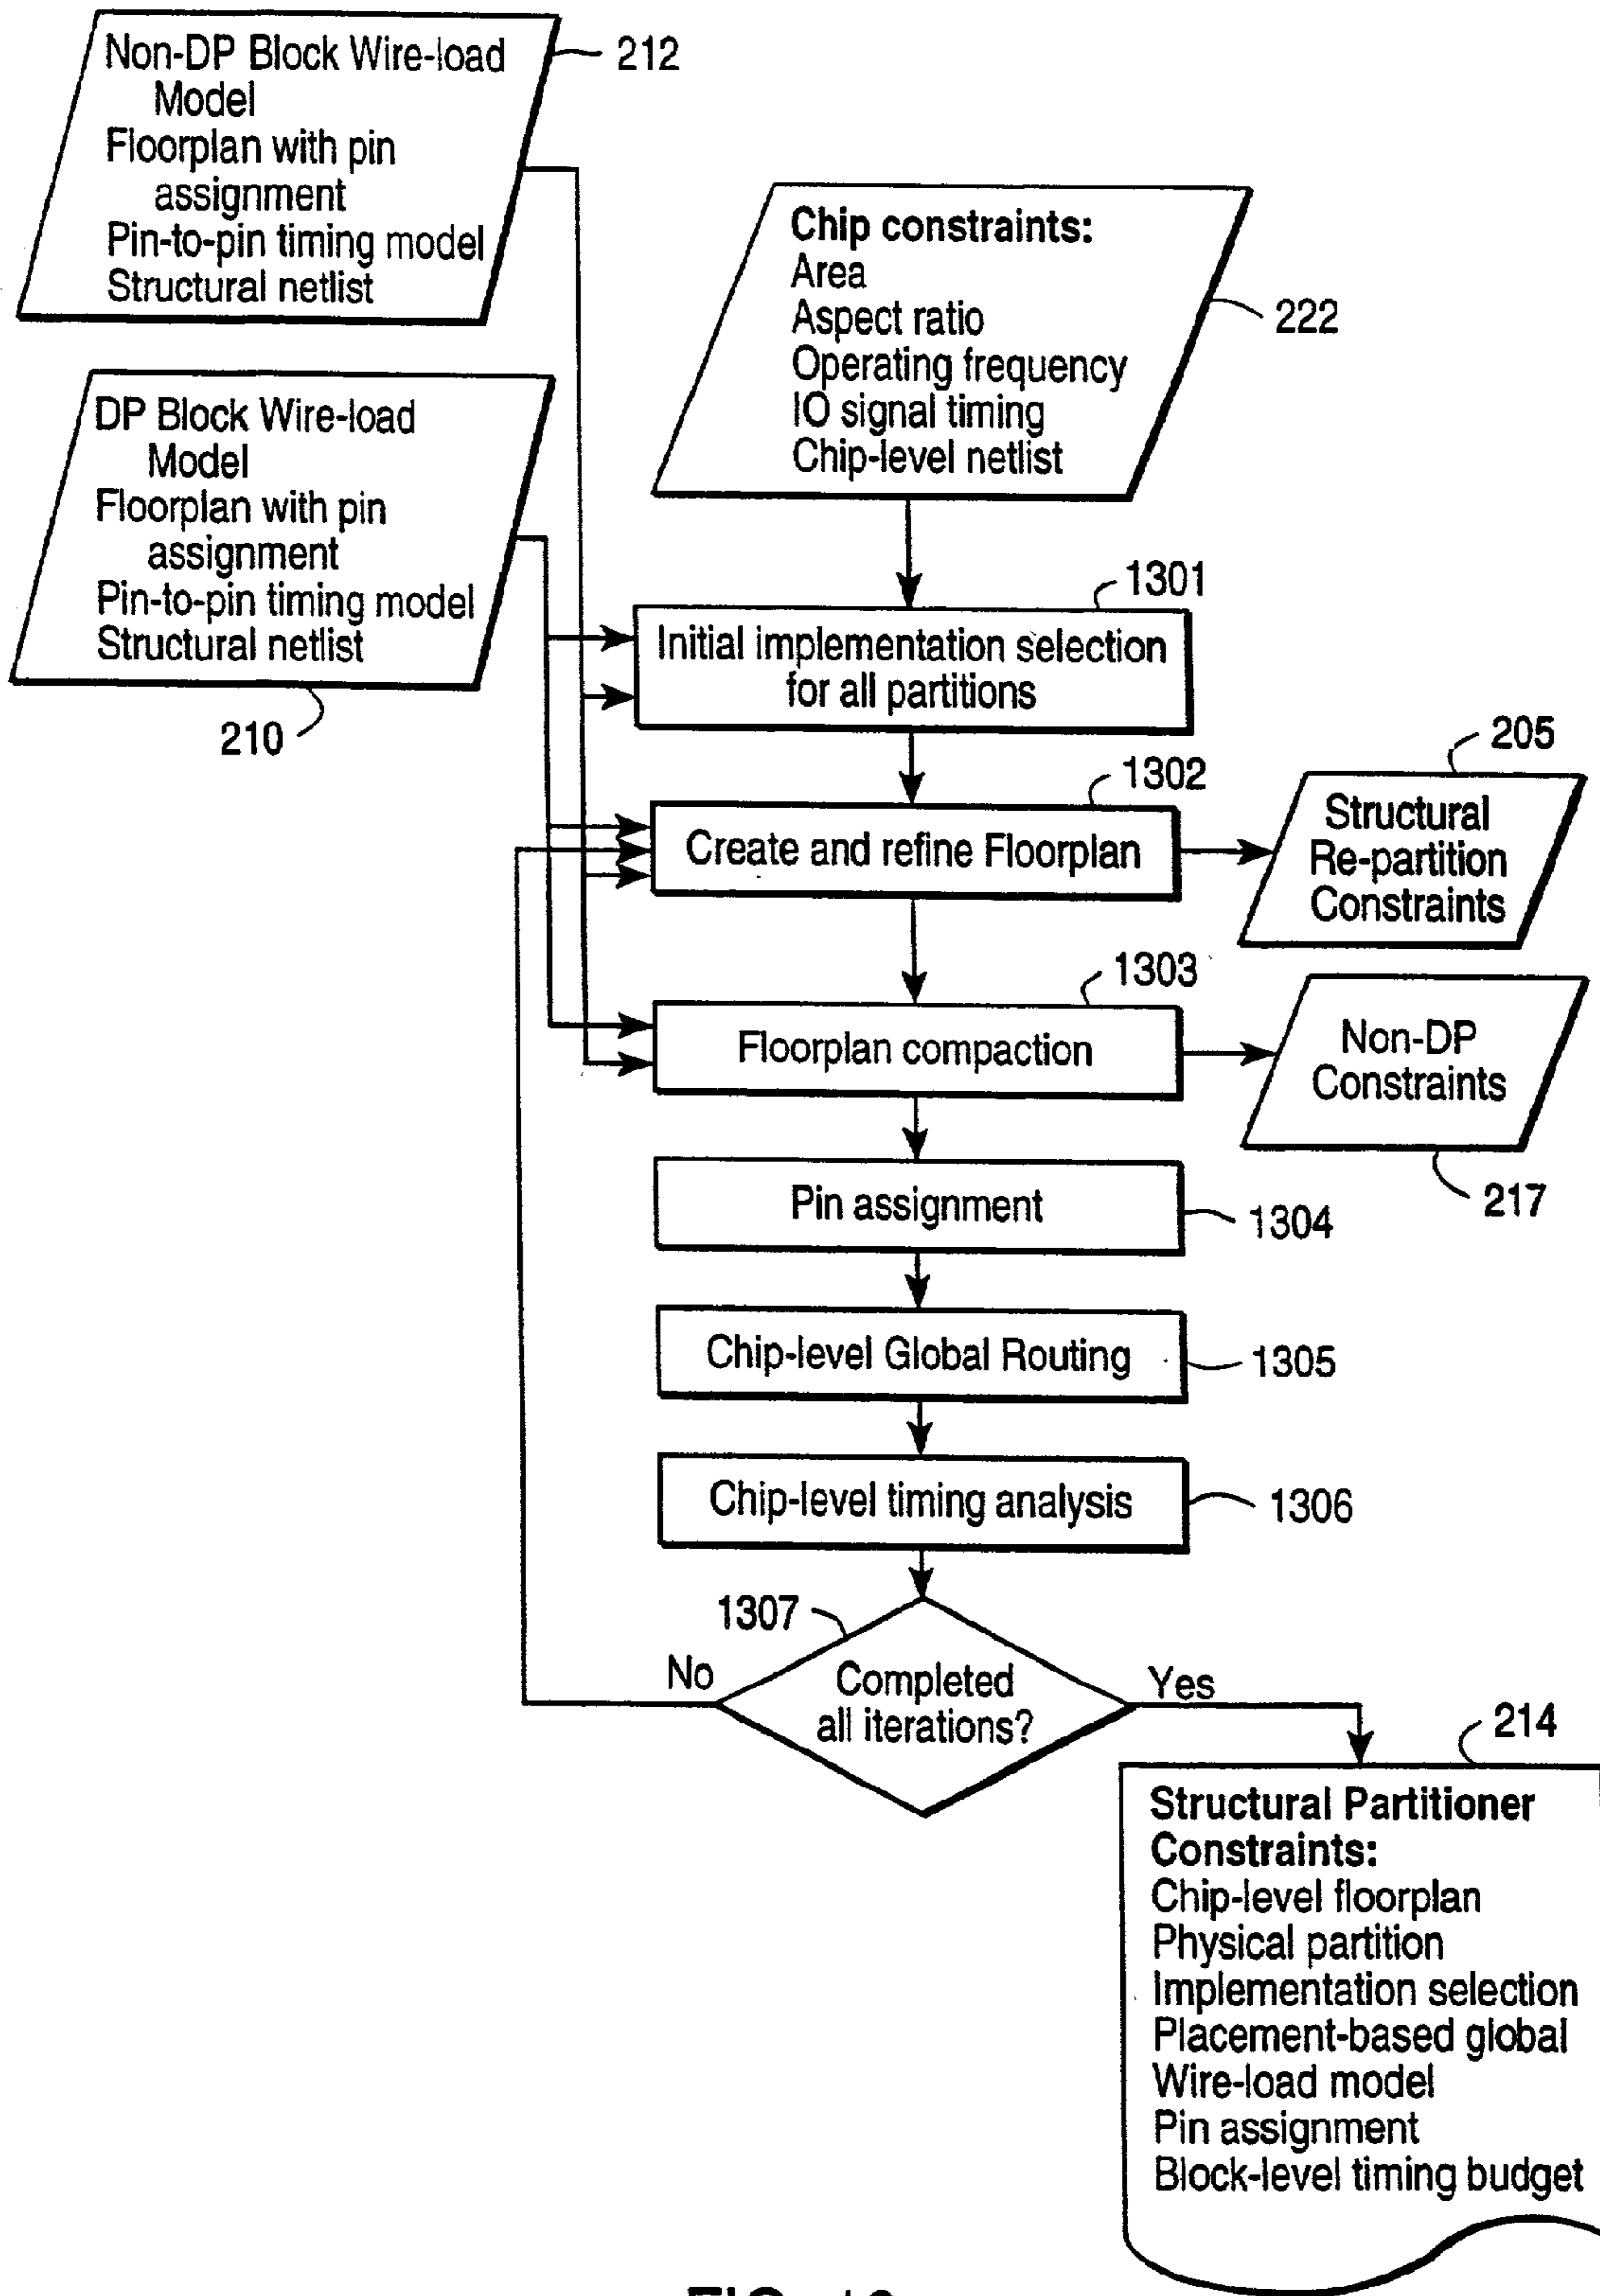 Non-DP Block Wire-load
Model
Floorplan with pin
assignment
Pin-to-pin timing model
Structural netlist
212
DP Block Wire-load
Model
Floorplan with pin
assignment
Pin-to-pin timing model
Structural netlist
210
Chip constraints:
Area
Aspect ratio
Operating frequency
IO signal timing
Chip-level netlist
222
1301
Initial implementation selection
for all partitions
1302
Create and refine Floorplan
205
Structural
Re-partition
Constraints
1303
Floorplan compaction
Non-DP
Constraints
217
Pin assignment
1304
Chip-level Global Routing
1305
Chip-level timing analysis
1306
1307
Completed
all iterations?
No
Yes
214
Structural Partitioner
Constraints:
Chip-level floorplan
Physical partition
Implementation selection
Placement-based global
Wire-load model
Pin assignment
Block-level timing budget